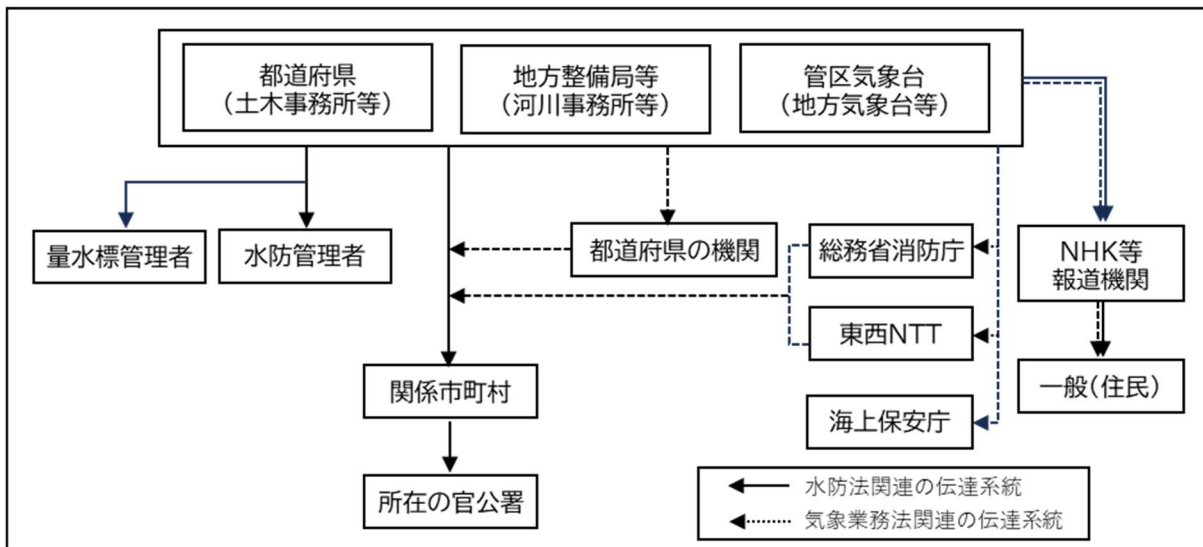 都道府県
（土木事務所等）
地方整備局等
（河川事務所等）
管区気象台
（地方気象台等）
量水標管理者
水防管理者
都道府県の機関
総務省消防庁
NHK等
報道機関
東西NTT
関係市町村
一般（住民）
海上保安庁
所在の官公署
水防法関連の伝達系統
気象業務法関連の伝達系統